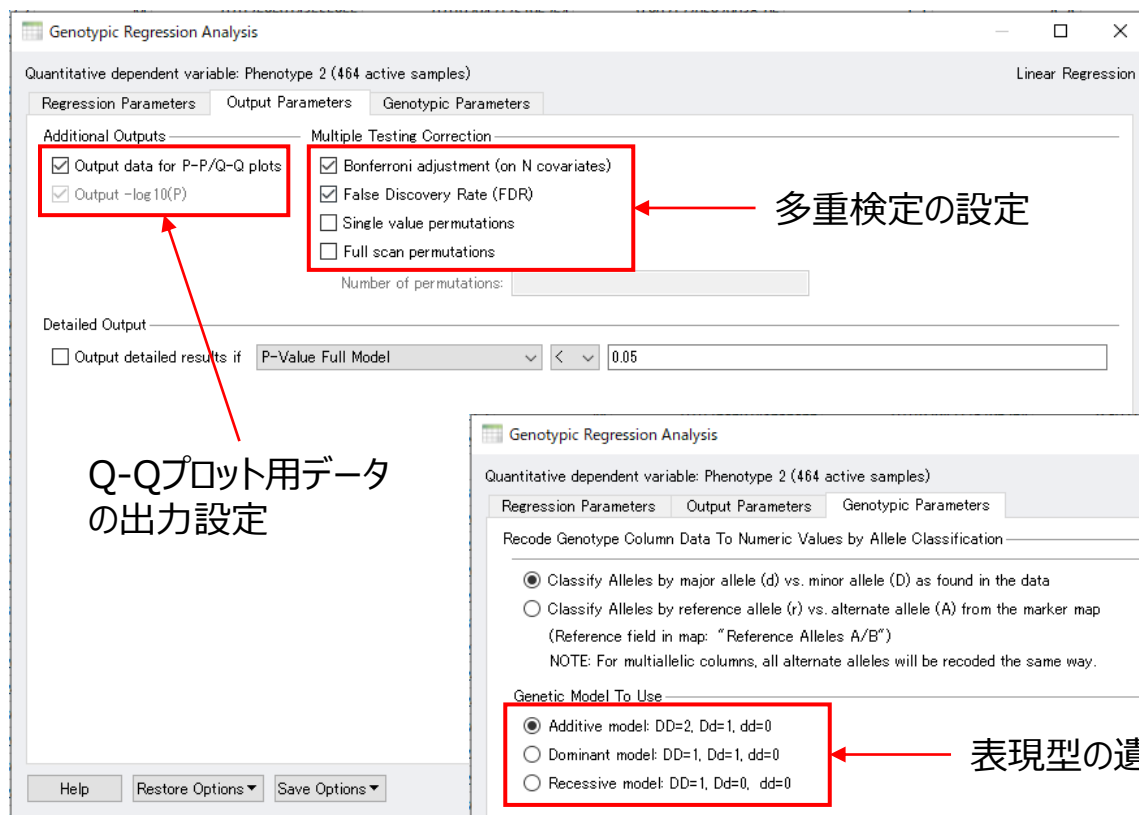 Genotypic Regression Analysis
Quantitative dependent variable: Phenotype 2 (464 active samples)
Linear Regression
Regression Parameters
Output Parameters
Genotypic Parameters
Additional Outputs
Multiple Testing Correction
Output data for P-P/Q-Q plots
Bonferroni adjustment (on N covariates)
Output -log10(P)
False Discovery Rate (FDR)
Single value permutations
Full scan permutations
多重検定の設定
Number of permutations:
Detailed Output
Output detailed results if
P-Value Full Model
<
0.05
Q-Qプロット用データ
の出力設定
Genotypic Regression Analysis
Quantitative dependent variable: Phenotype 2 (464 active samples)
Regression Parameters
Output Parameters
Genotypic Parameters
Recode Genotype Column Data To Numeric Values by Allele Classification
Classify Alleles by major allele (d) vs. minor allele (D) as found in the data
Classify Alleles by reference allele (r) vs. alternate allele (A) from the marker map
(Reference field in map: "Reference Alleles A/B")
NOTE: For multiallelic columns, all alternate alleles will be recoded the same way.
Genetic Model To Use
Additive model: DD=2, Dd=1, dd=0
Dominant model: DD=1, Dd=1, dd=0
Recessive model: DD=1, Dd=0, dd=0
表現型の遺
Help
Restore Options
Save Options